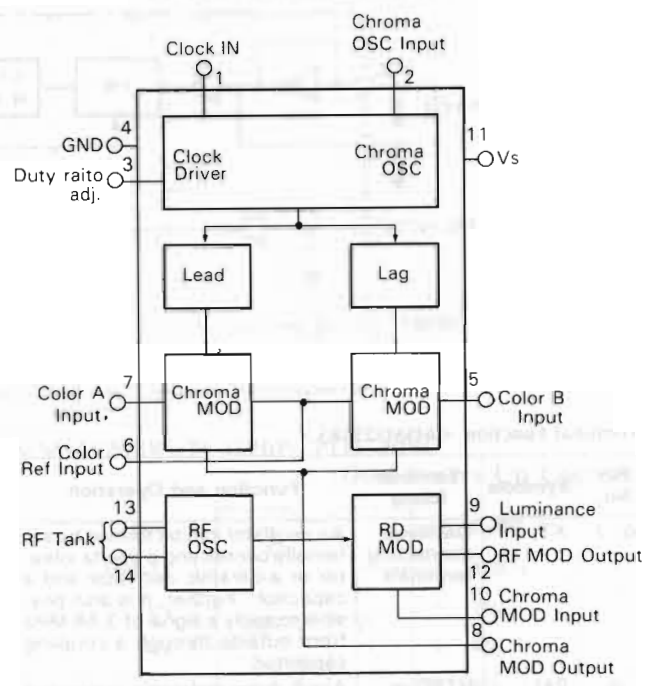 Chroma
OSC Input
Clock IN
1
2
4
GND
3
Duty raito
adj.
11
Vs
Clock
Driver
Chroma
OSC
Lead
Lag
7
Color A
Input.
Chroma
MOD
Chroma
MOD
5
Color B
Input
Color
Ref Input
6
13
RF Tank
14
RF
OSC
RD
MOD
9
Luminance
Input
RF MOD Output
12
10 Chroma
MOD Input
8
Chroma
MOD Output